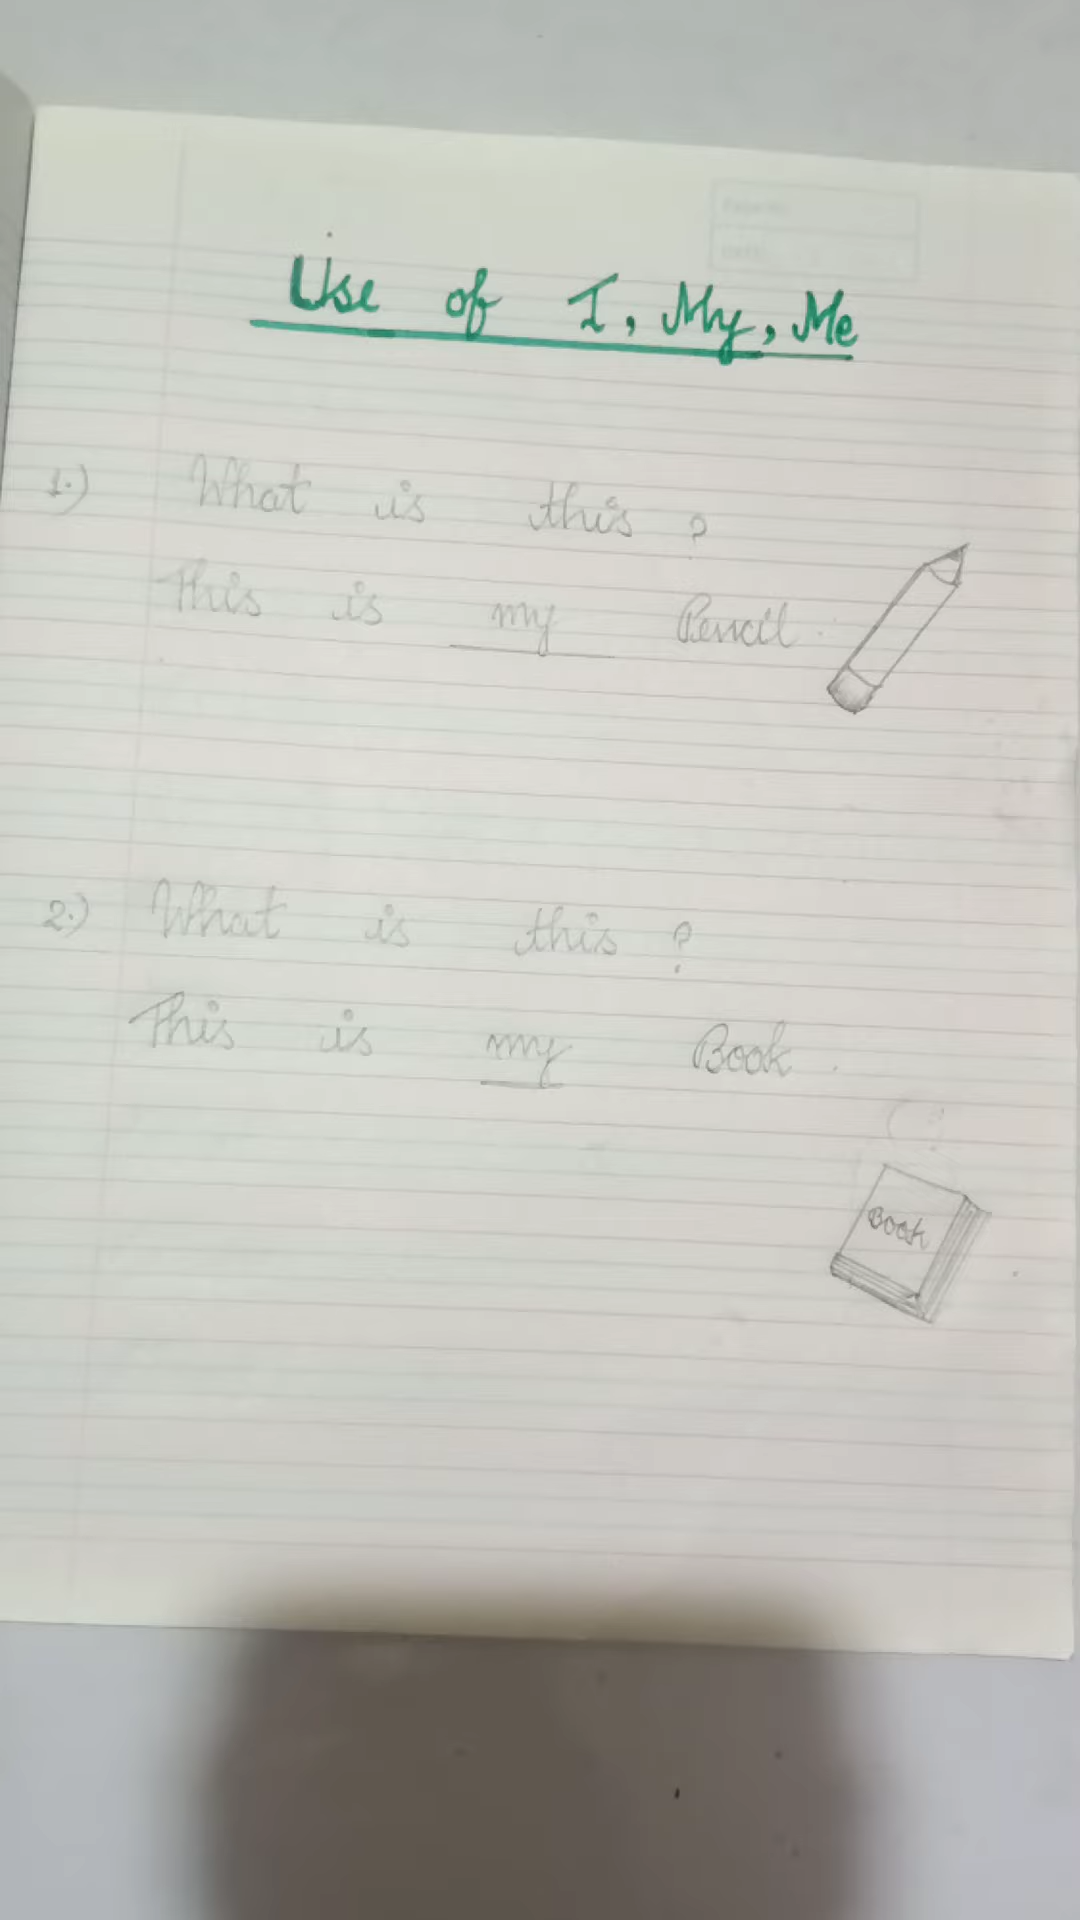 Use of I, My, Me
1.) What is this ?
This is my Pencil.
2.) What is this ?
This is my Book.
Book